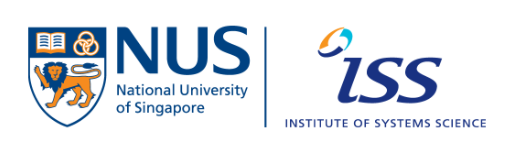 NUS
National University
of Singapore
iss
INSTITUTE OF SYSTEMS SCIENCE